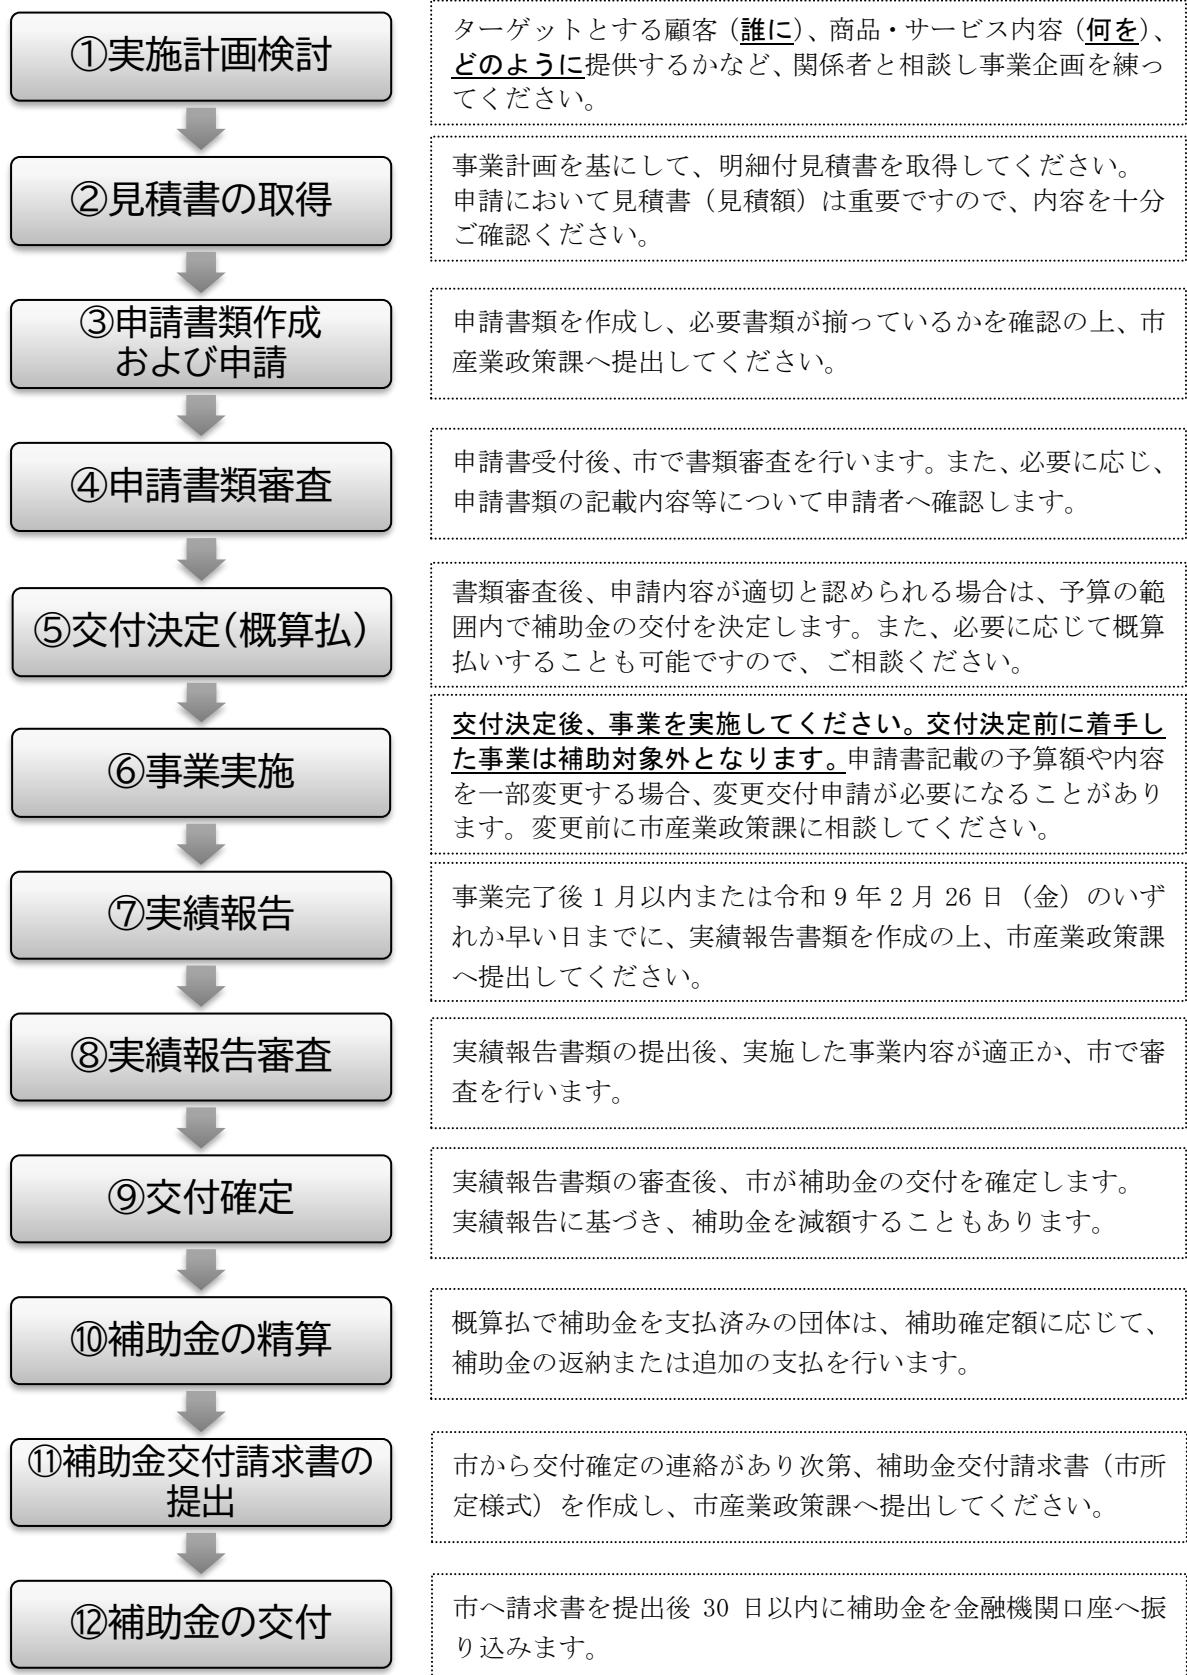 ①実施計画検討
ターゲットとする顧客（誰に）、商品・サービス内容（何を）、
どのように提供するかなど、関係者と相談し事業企画を練っ
てください。
②見積書の取得
事業計画を基にして、明細付見積書を取得してください。
申請において見積書（見積額）は重要ですので、内容を十分
ご確認ください。
③申請書類作成
および申請
申請書類を作成し、必要書類が揃っているかを確認の上、市
産業政策課へ提出してください。
④申請書類審査
申請書受付後、市で書類審査を行います。また、必要に応じ、
申請書類の記載内容等について申請者へ確認します。
⑤交付決定(概算払)
書類審査後、申請内容が適切と認められる場合は、予算の範
囲内で補助金の交付を決定します。また、必要に応じて概算
払いすることも可能ですので、ご相談ください。
⑥事業実施
交付決定後、事業を実施してください。交付決定前に着手し
た事業は補助対象外となります。申請書記載の予算額や内容
を一部変更する場合、変更交付申請が必要になることがあり
ます。変更前に市産業政策課に相談してください。
⑦実績報告
事業完了後 1 月以内または令和 9 年 2 月 26 日（金）のいず
れか早い日までに、実績報告書類を作成の上、市産業政策課
へ提出してください。
⑧実績報告審査
実績報告書類の提出後、実施した事業内容が適正か、市で審
査を行います。
⑨交付確定
実績報告書類の審査後、市が補助金の交付を確定します。
実績報告に基づき、補助金を減額することもあります。
⑩補助金の精算
概算払で補助金を支払済みの団体は、補助確定額に応じて、
補助金の返納または追加の支払を行います。
⑪補助金交付請求書の
提出
市から交付確定の連絡があり次第、補助金交付請求書（市所
定様式）を作成し、市産業政策課へ提出してください。
⑫補助金の交付
市へ請求書を提出後 30 日以内に補助金を金融機関口座へ振
り込みます。